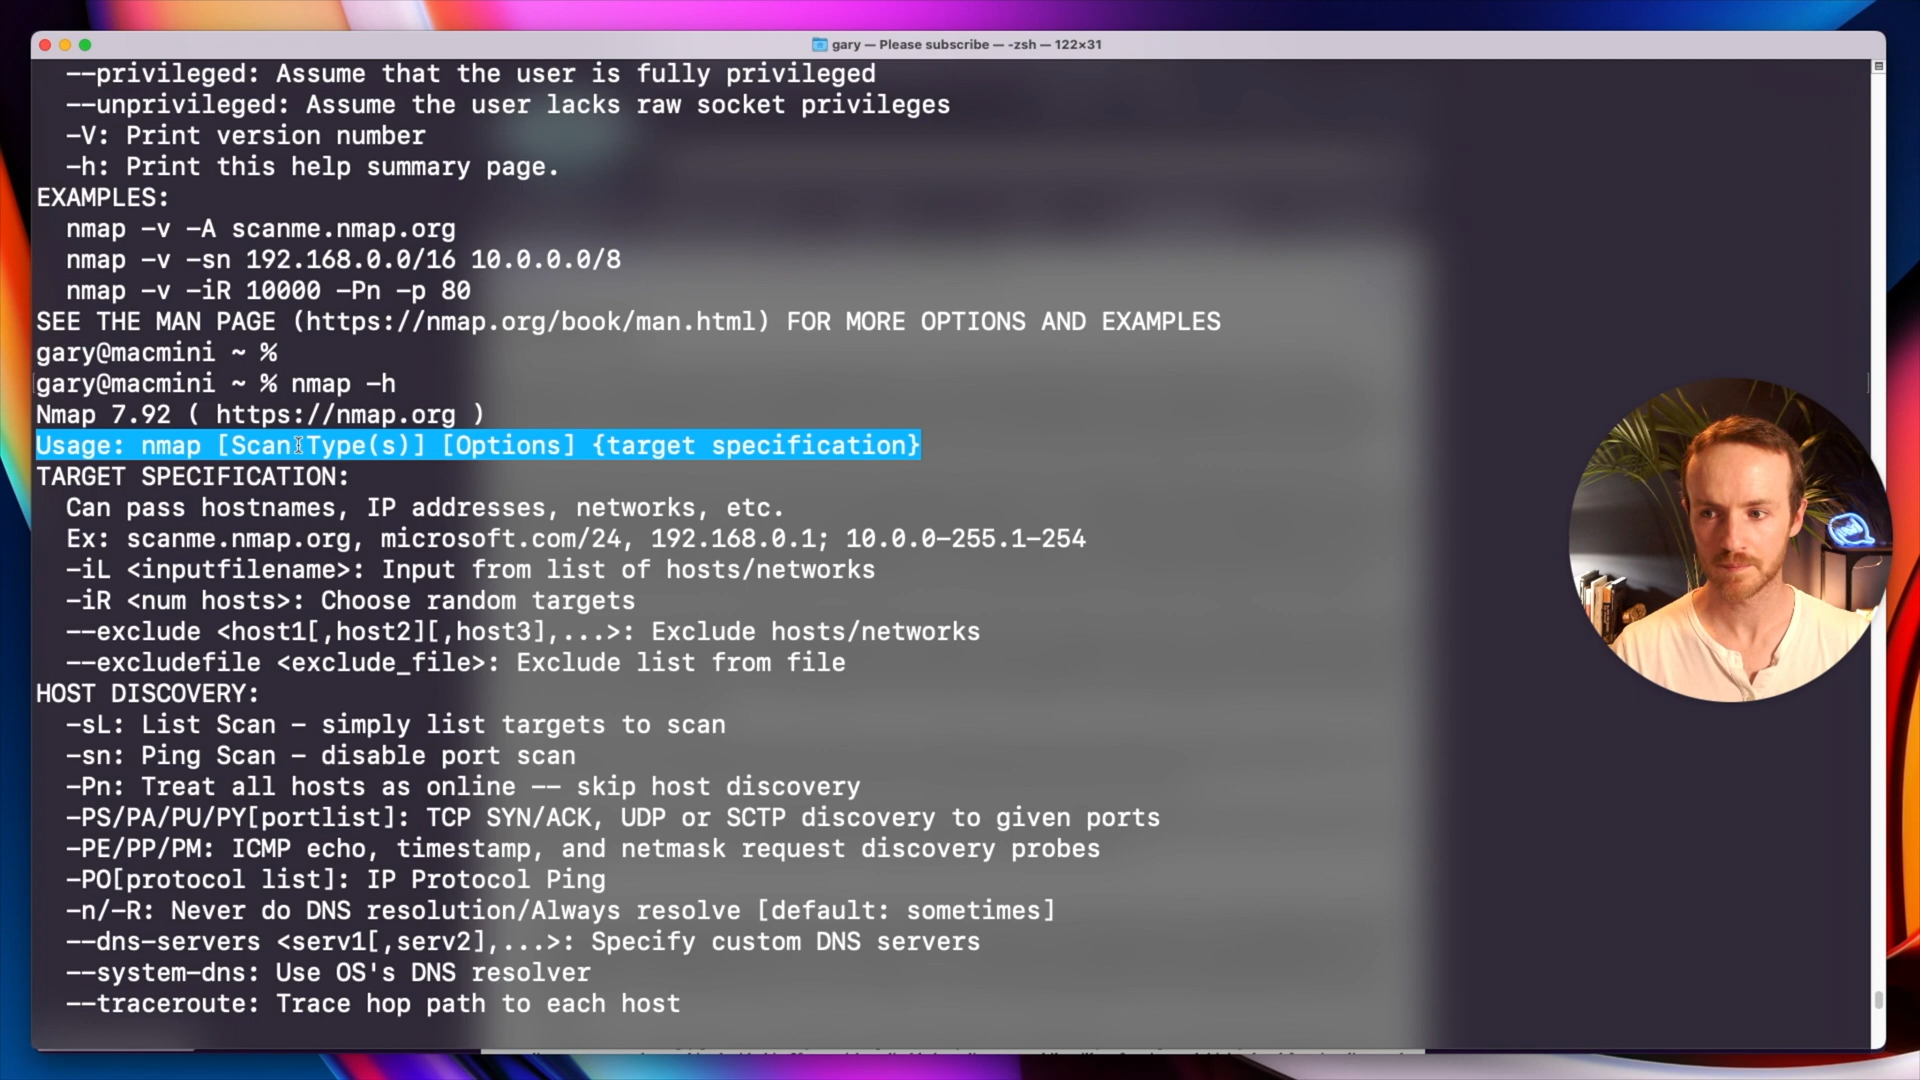 gary — Please subscribe — -zsh — 122×31
--privileged: Assume that the user is fully privileged
--unprivileged: Assume the user lacks raw socket privileges
-V: Print version number
-h: Print this help summary page.
EXAMPLES:
nmap -v -A scanme.nmap.org
nmap -v -sn 192.168.0.0/16 10.0.0.0/8
nmap -v -iR 10000 -Pn -p 80
SEE THE MAN PAGE (https://nmap.org/book/man.html) FOR MORE OPTIONS AND EXAMPLES
gary@macmini ~ %
gary@macmini ~ % nmap -h
Nmap 7.92 ( https://nmap.org )
Usage: nmap [Scan Type(s)] [Options] {target specification}
TARGET SPECIFICATION:
Can pass hostnames, IP addresses, networks, etc.
Ex: scanme.nmap.org, microsoft.com/24, 192.168.0.1; 10.0.0-255.1-254
-iL <inputfilename>: Input from list of hosts/networks
-iR <num hosts>: Choose random targets
--exclude <host1[,host2][,host3],...>: Exclude hosts/networks
--excludefile <exclude_file>: Exclude list from file
HOST DISCOVERY:
-sL: List Scan - simply list targets to scan
-sn: Ping Scan - disable port scan
-Pn: Treat all hosts as online -- skip host discovery
-PS/PA/PU/PY[portlist]: TCP SYN/ACK, UDP or SCTP discovery to given ports
-PE/PP/PM: ICMP echo, timestamp, and netmask request discovery probes
-PO[protocol list]: IP Protocol Ping
-n/-R: Never do DNS resolution/Always resolve [default: sometimes]
--dns-servers <serv1[,serv2],...>: Specify custom DNS servers
--system-dns: Use OS's DNS resolver
--traceroute: Trace hop path to each host